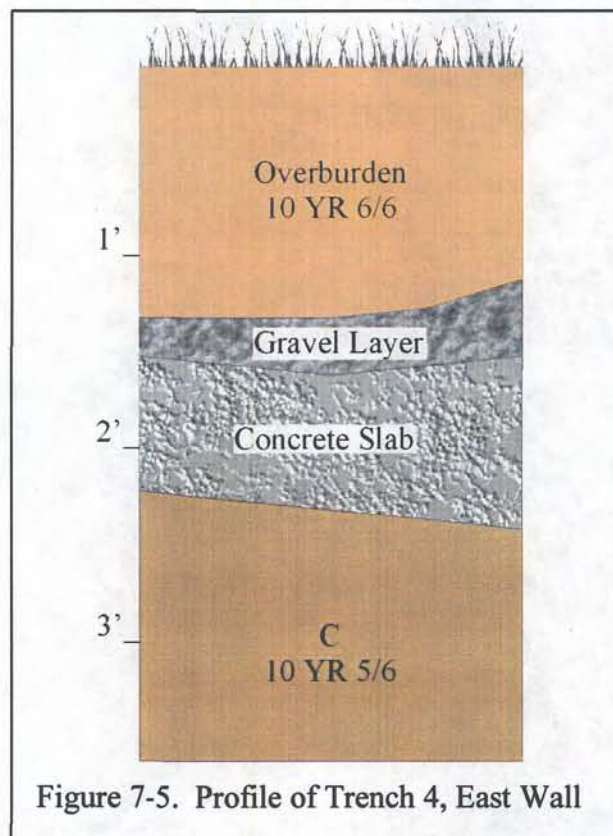 Overburden
10 YR 6/6
1'
Gravel Layer
2'
Concrete Slab
3'
C
10 YR 5/6
Figure 7-5. Profile of Trench 4, East Wall